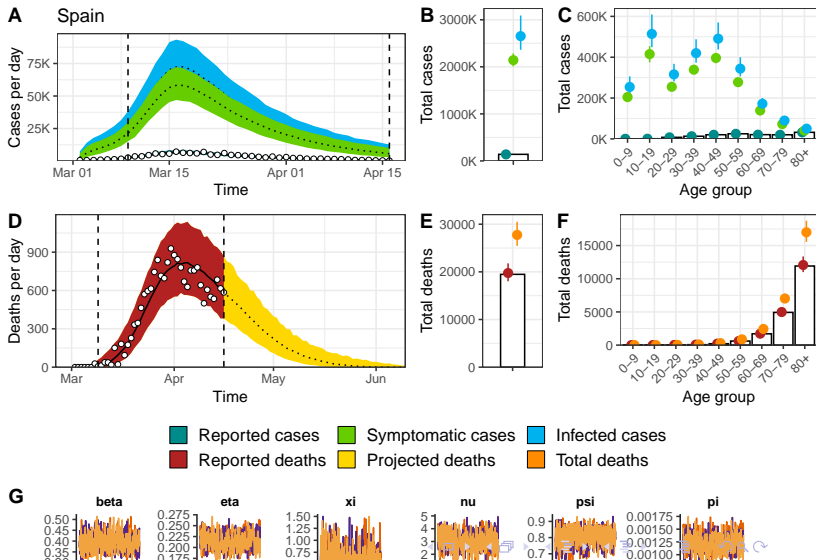 A Spain
Cases per day
75K
50K
25K
Mar 01 Mar 15 Apr 01 Apr 15
Time
B
Total cases
3000K
2000K
1000K
0K
C
Total cases
600K
400K
200K
0K
0−9 10−19 20−29 30−39 40−49 50−59 60−69 70−79 80+
Age group
D
Deaths per day
900
600
300
0
Mar Apr May Jun
Time
E
Total deaths
30000
20000
10000
0
F
Total deaths
15000
10000
5000
0
0−9 10−19 20−29 30−39 40−49 50−59 60−69 70−79 80+
Age group
Reported cases Symptomatic cases Infected cases
Reported deaths Projected deaths Total deaths
G
beta eta xi nu psi pi
0.50
0.45
0.40
0.35
0.275
0.250
0.225
0.200
0.175
1.50
1.25
1.00
0.75
5
4
3
2
0.9
0.8
0.7
0.00175
0.00150
0.00125
0.00100